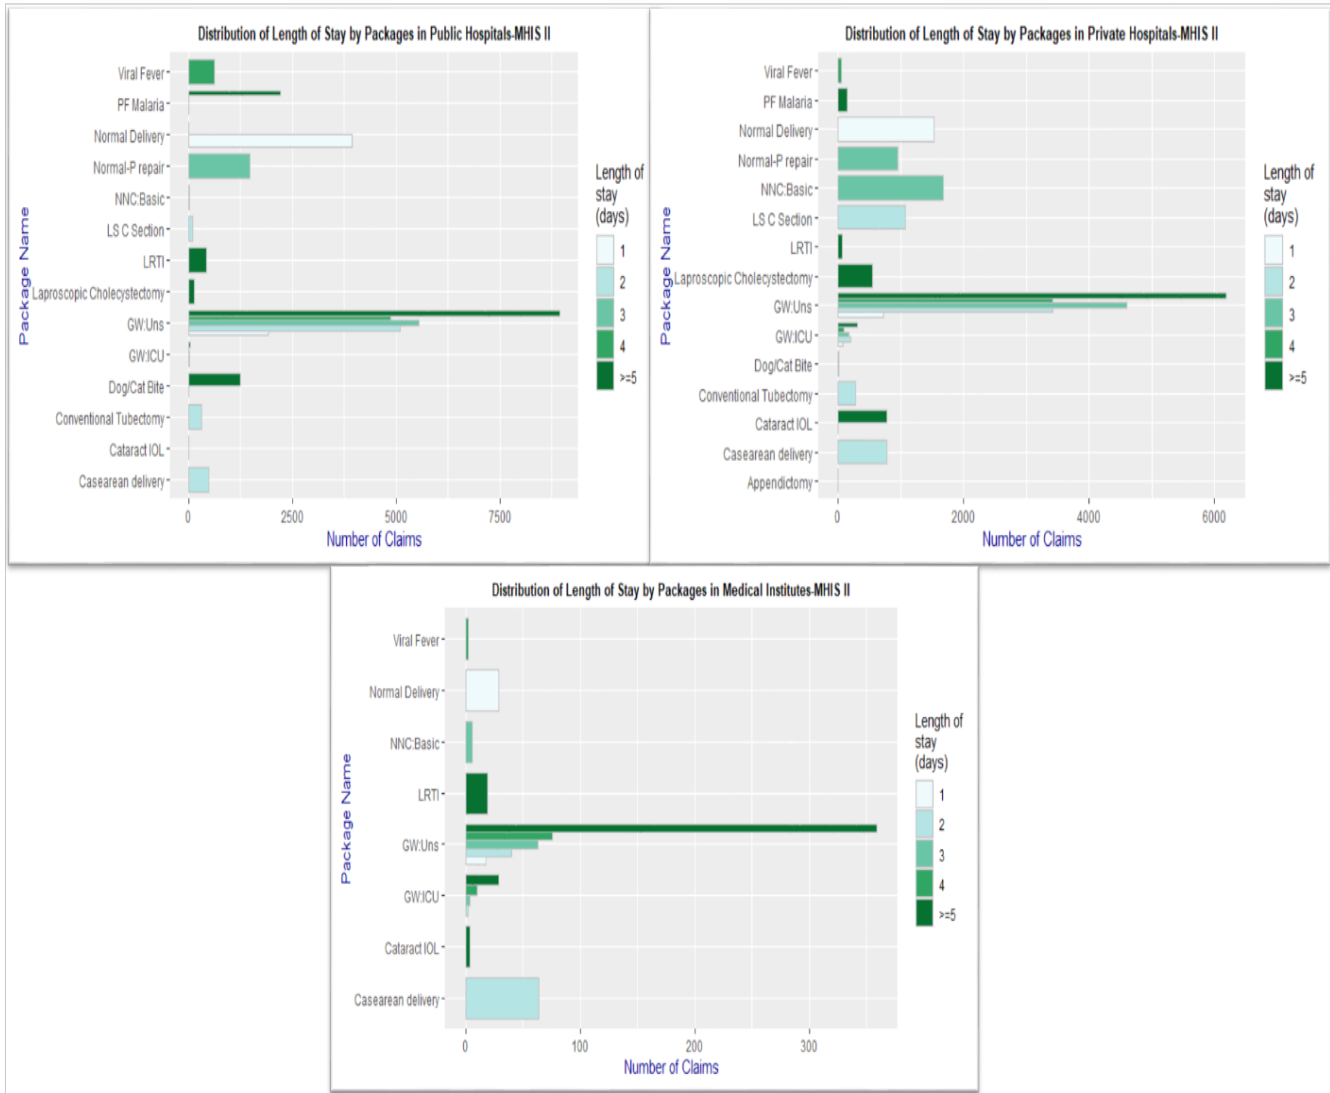 Distribution of Length of Stay by Packages in Public Hospitals-MHIS II
Package Name
Viral Fever
PF Malaria
Normal Delivery
Normal-P repair
NNC:Basic
LS C Section
LRTI
Laproscopic Cholecystectomy
GW:Uns
GW:ICU
Dog/Cat Bite
Conventional Tubectomy
Cataract IOL
Casearean delivery
0 2500 5000 7500
Number of Claims
Length of
stay
(days)
1
2
3
4
>=5
Distribution of Length of Stay by Packages in Private Hospitals-MHIS II
Package Name
Viral Fever
PF Malaria
Normal Delivery
Normal-P repair
NNC:Basic
LS C Section
LRTI
Laproscopic Cholecystectomy
GW:Uns
GW:ICU
Dog/Cat Bite
Conventional Tubectomy
Cataract IOL
Casearean delivery
Appendictomy
0 2000 4000 6000
Number of Claims
Length of
stay
(days)
1
2
3
4
>=5
Distribution of Length of Stay by Packages in Medical Institutes-MHIS II
Package Name
Viral Fever
Normal Delivery
NNC:Basic
LRTI
GW:Uns
GW:ICU
Cataract IOL
Casearean delivery
0 100 200 300
Number of Claims
Length of
stay
(days)
1
2
3
4
>=5